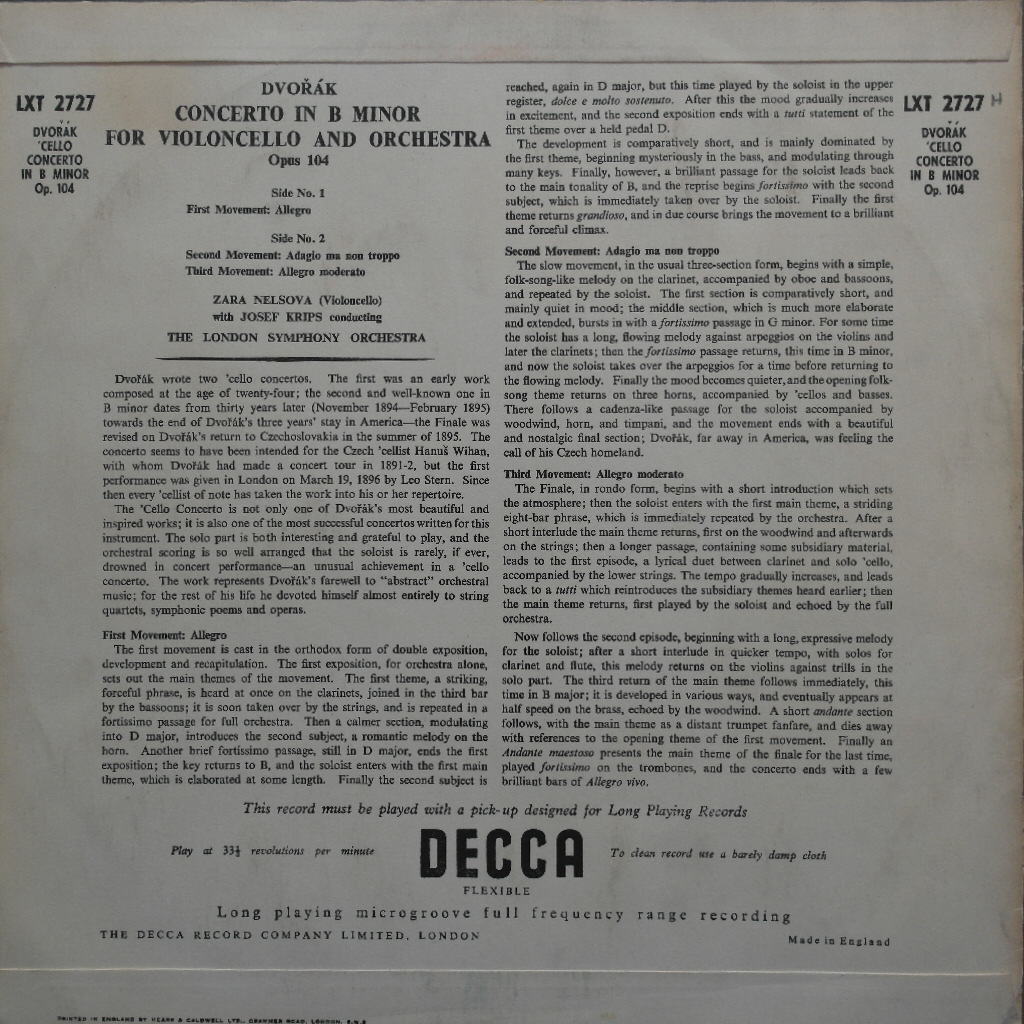 LXT 2727
DVOŘÁK
'CELLO
CONCERTO
IN B MINOR
Op. 104
DVOŘÁK
CONCERTO IN B MINOR
FOR VIOLONCELLO AND ORCHESTRA
Opus 104
Side No. 1
First Movement: Allegro
Side No. 2
Second Movement: Adagio ma non troppo
Third Movement: Allegro moderato
ZARA NELSOVA (Violoncello)
with JOSEF KRIPS conducting
THE LONDON SYMPHONY ORCHESTRA
Dvořák wrote two 'cello concertos. The first was an early work
composed at the age of twenty-four; the second and well-known one in
B minor dates from thirty years later (November 1894—February 1895)
towards the end of Dvořák's three years' stay in America—the Finale was
revised on Dvořák's return to Czechoslovakia in the summer of 1895. The
concerto seems to have been intended for the Czech 'cellist Hanuš Wihan,
with whom Dvořák had made a concert tour in 1891-2, but the first
performance was given in London on March 19, 1896 by Leo Stern. Since
then every 'cellist of note has taken the work into his or her repertoire.
The 'Cello Concerto is not only one of Dvořák's most beautiful and
inspired works; it is also one of the most successful concertos written for this
instrument. The solo part is both interesting and grateful to play, and the
orchestral scoring is so well arranged that the soloist is rarely, if ever,
drowned in concert performance—an unusual achievement in a 'cello
concerto. The work represents Dvořák's farewell to "abstract" orchestral
music; for the rest of his life he devoted himself almost entirely to string
quartets, symphonic poems and operas.
First Movement: Allegro
The first movement is cast in the orthodox form of double exposition,
development and recapitulation. The first exposition, for orchestra alone,
sets out the main themes of the movement. The first theme, a striking,
forceful phrase, is heard at once on the clarinets, joined in the third bar
by the bassoons; it is soon taken over by the strings, and is repeated in a
fortissimo passage for full orchestra. Then a calmer section, modulating
into D major, introduces the second subject, a romantic melody on the
horn. Another brief fortissimo passage, still in D major, ends the first
exposition; the key returns to B, and the soloist enters with the first main
theme, which is elaborated at some length. Finally the second subject is
reached, again in D major, but this time played by the soloist in the upper
register, dolce e molto sostenuto. After this the mood gradually increases
in excitement, and the second exposition ends with a tutti statement of the
first theme over a held pedal D.
The development is comparatively short, and is mainly dominated by
the first theme, beginning mysteriously in the bass, and modulating through
many keys. Finally, however, a brilliant passage for the soloist leads back
to the main tonality of B, and the reprise begins fortissimo with the second
subject, which is immediately taken over by the soloist. Finally the first
theme returns grandioso, and in due course brings the movement to a brilliant
and forceful climax.
Second Movement: Adagio ma non troppo
The slow movement, in the usual three-section form, begins with a simple,
folk-song-like melody on the clarinet, accompanied by oboe and bassoons,
and repeated by the soloist. The first section is comparatively short, and
mainly quiet in mood; the middle section, which is much more elaborate
and extended, bursts in with a fortissimo passage in G minor. For some time
the soloist has a long, flowing melody against arpeggios on the violins and
later the clarinets; then the fortissimo passage returns, this time in B minor,
and now the soloist takes over the arpeggios for a time before returning to
the flowing melody. Finally the mood becomes quieter, and the opening folk-
song theme returns on three horns, accompanied by 'cellos and basses.
There follows a cadenza-like passage for the soloist accompanied by
woodwind, horn, and timpani, and the movement ends with a beautiful
and nostalgic final section; Dvořák, far away in America, was feeling the
call of his Czech homeland.
Third Movement: Allegro moderato
The Finale, in rondo form, begins with a short introduction which sets
the atmosphere; then the soloist enters with the first main theme, a striding
eight-bar phrase, which is immediately repeated by the orchestra. After a
short interlude the main theme returns, first on the woodwind and afterwards
on the strings; then a longer passage, containing some subsidiary material,
leads to the first episode, a lyrical duet between clarinet and solo 'cello,
accompanied by the lower strings. The tempo gradually increases, and leads
back to a tutti which reintroduces the subsidiary themes heard earlier; then
the main theme returns, first played by the soloist and echoed by the full
orchestra.
Now follows the second episode, beginning with a long, expressive melody
for the soloist; after a short interlude in quicker tempo, with solos for
clarinet and flute, this melody returns on the violins against trills in the
solo part. The third return of the main theme follows immediately, this
time in B major; it is developed in various ways, and eventually appears at
half speed on the brass, echoed by the woodwind. A short andante section
follows, with the main theme as a distant trumpet fanfare, and dies away
with references to the opening theme of the first movement. Finally an
Andante maestoso presents the main theme of the finale for the last time,
played fortissimo on the trombones, and the concerto ends with a few
brilliant bars of Allegro vivo.
LXT 2727 H
DVOŘÁK
'CELLO
CONCERTO
IN B MINOR
Op. 104
This record must be played with a pick-up designed for Long Playing Records
Play at 33⅓ revolutions per minute
DECCA
To clean record use a barely damp cloth
FLEXIBLE
Long playing microgroove full frequency range recording
THE DECCA RECORD COMPANY LIMITED, LONDON
Made in England
PRINTED IN ENGLAND BY & CALDWELL LTD., ROAD, LONDON,